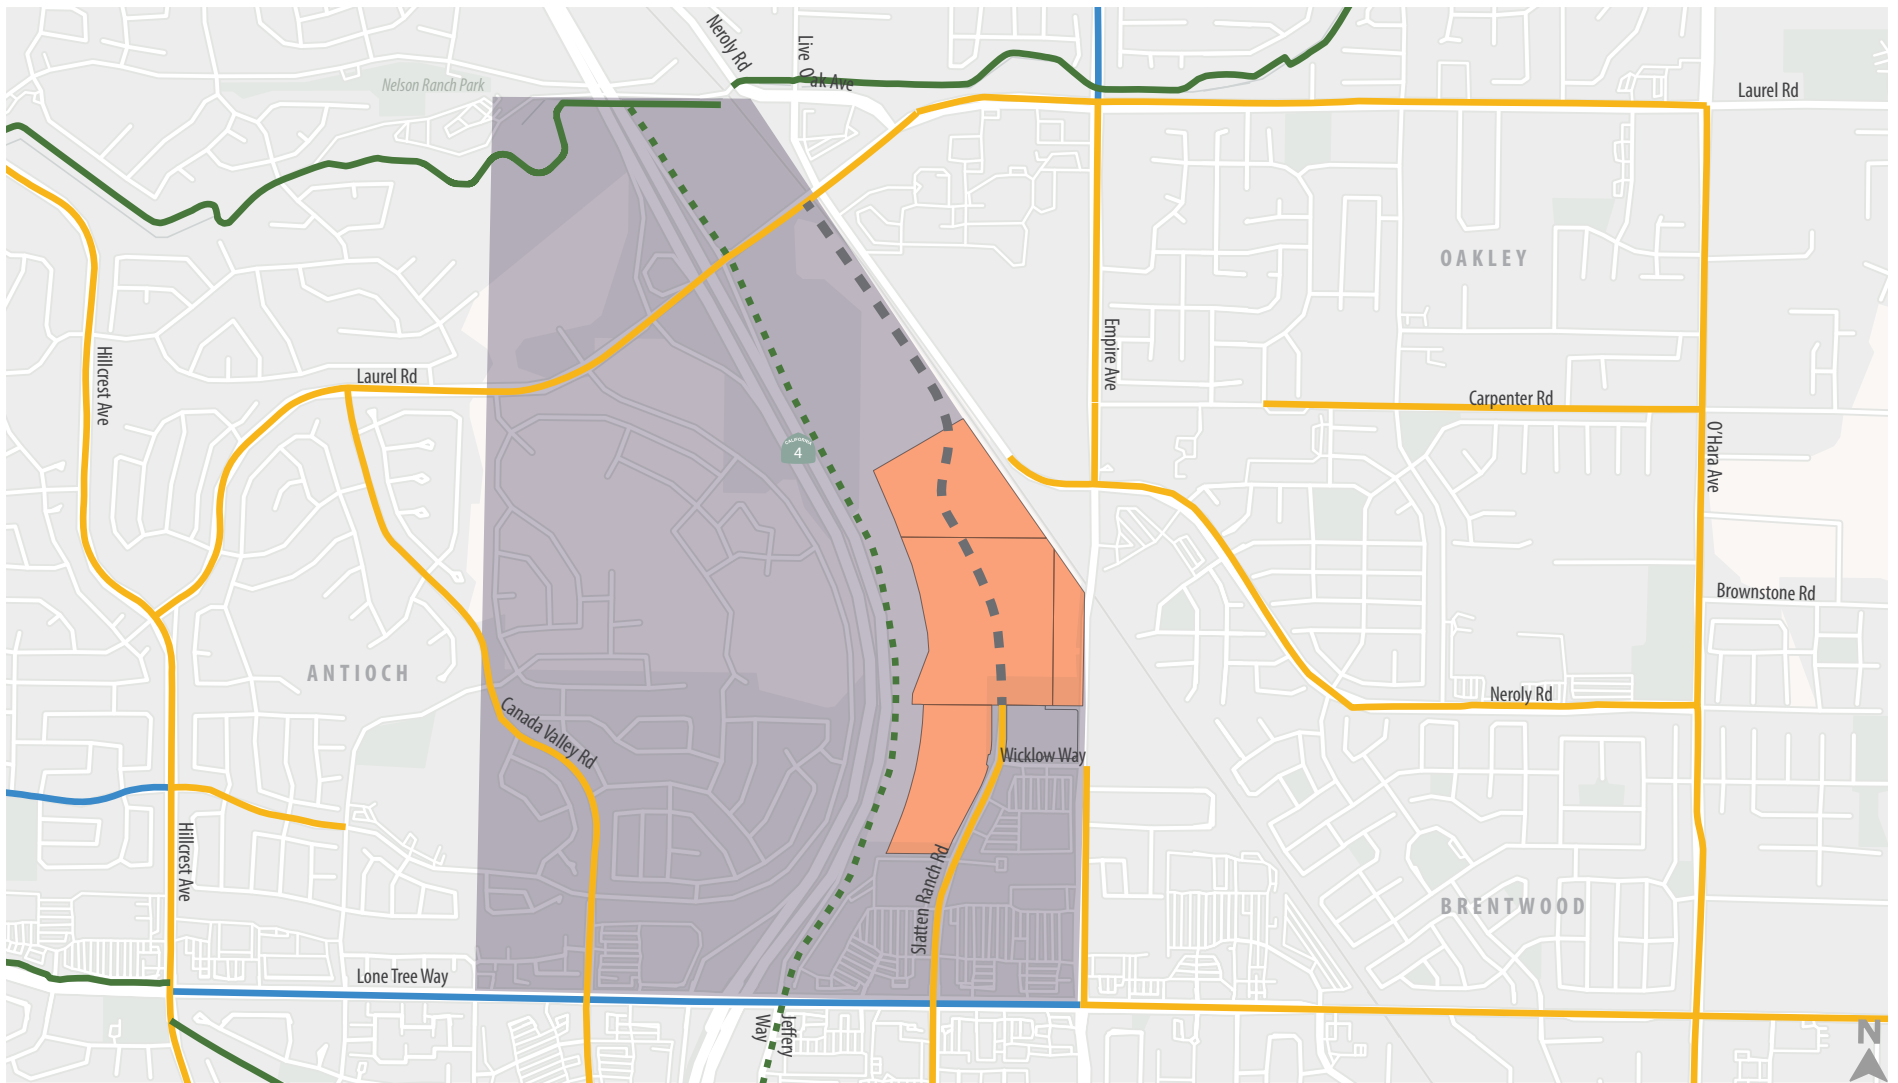 Neroly Rd
Live Oak Ave
Nelson Ranch Park
Laurel Rd
OAKLEY
Hillcrest Ave
Laurel Rd
Empire Ave
Carpenter Rd
CALIFORNIA
4
O'Hara Ave
Brownstone Rd
ANTIOCH
Canada Valley Rd
Neroly Rd
Wicklow Way
Hillcrest Ave
Slatten Ranch Rd
BRENTWOOD
Lone Tree Way
Jeffery
Way
N